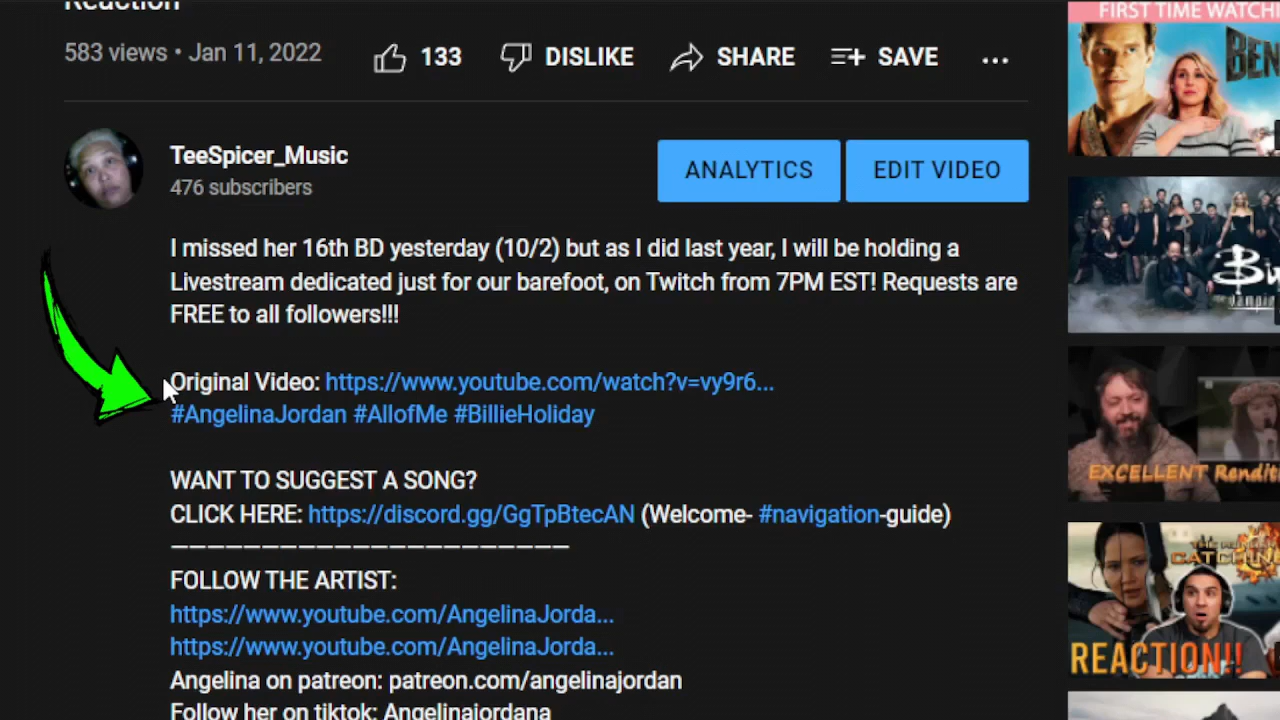 Reaction
583 views • Jan 11, 2022
133
DISLIKE
SHARE
SAVE
TeeSpicer_Music
476 subscribers
ANALYTICS
EDIT VIDEO
I missed her 16th BD yesterday (10/2) but as I did last year, I will be holding a
Livestream dedicated just for our barefoot, on Twitch from 7PM EST! Requests are
FREE to all followers!!!
Original Video: https://www.youtube.com/watch?v=vy9r6...
#AngelinaJordan #AllofMe #BillieHoliday
WANT TO SUGGEST A SONG?
CLICK HERE: https://discord.gg/GgTpBtecAN (Welcome- #navigation-guide)
——————————————————————
FOLLOW THE ARTIST:
https://www.youtube.com/AngelinaJorda...
https://www.youtube.com/AngelinaJorda...
Angelina on patreon: patreon.com/angelinajordan
Follow her on tiktok: Angelinajordana
FIRST TIME WATCHI
BEN
EXCELLENT Rendit
THE HUNGER
CATCHING
REACTION!!